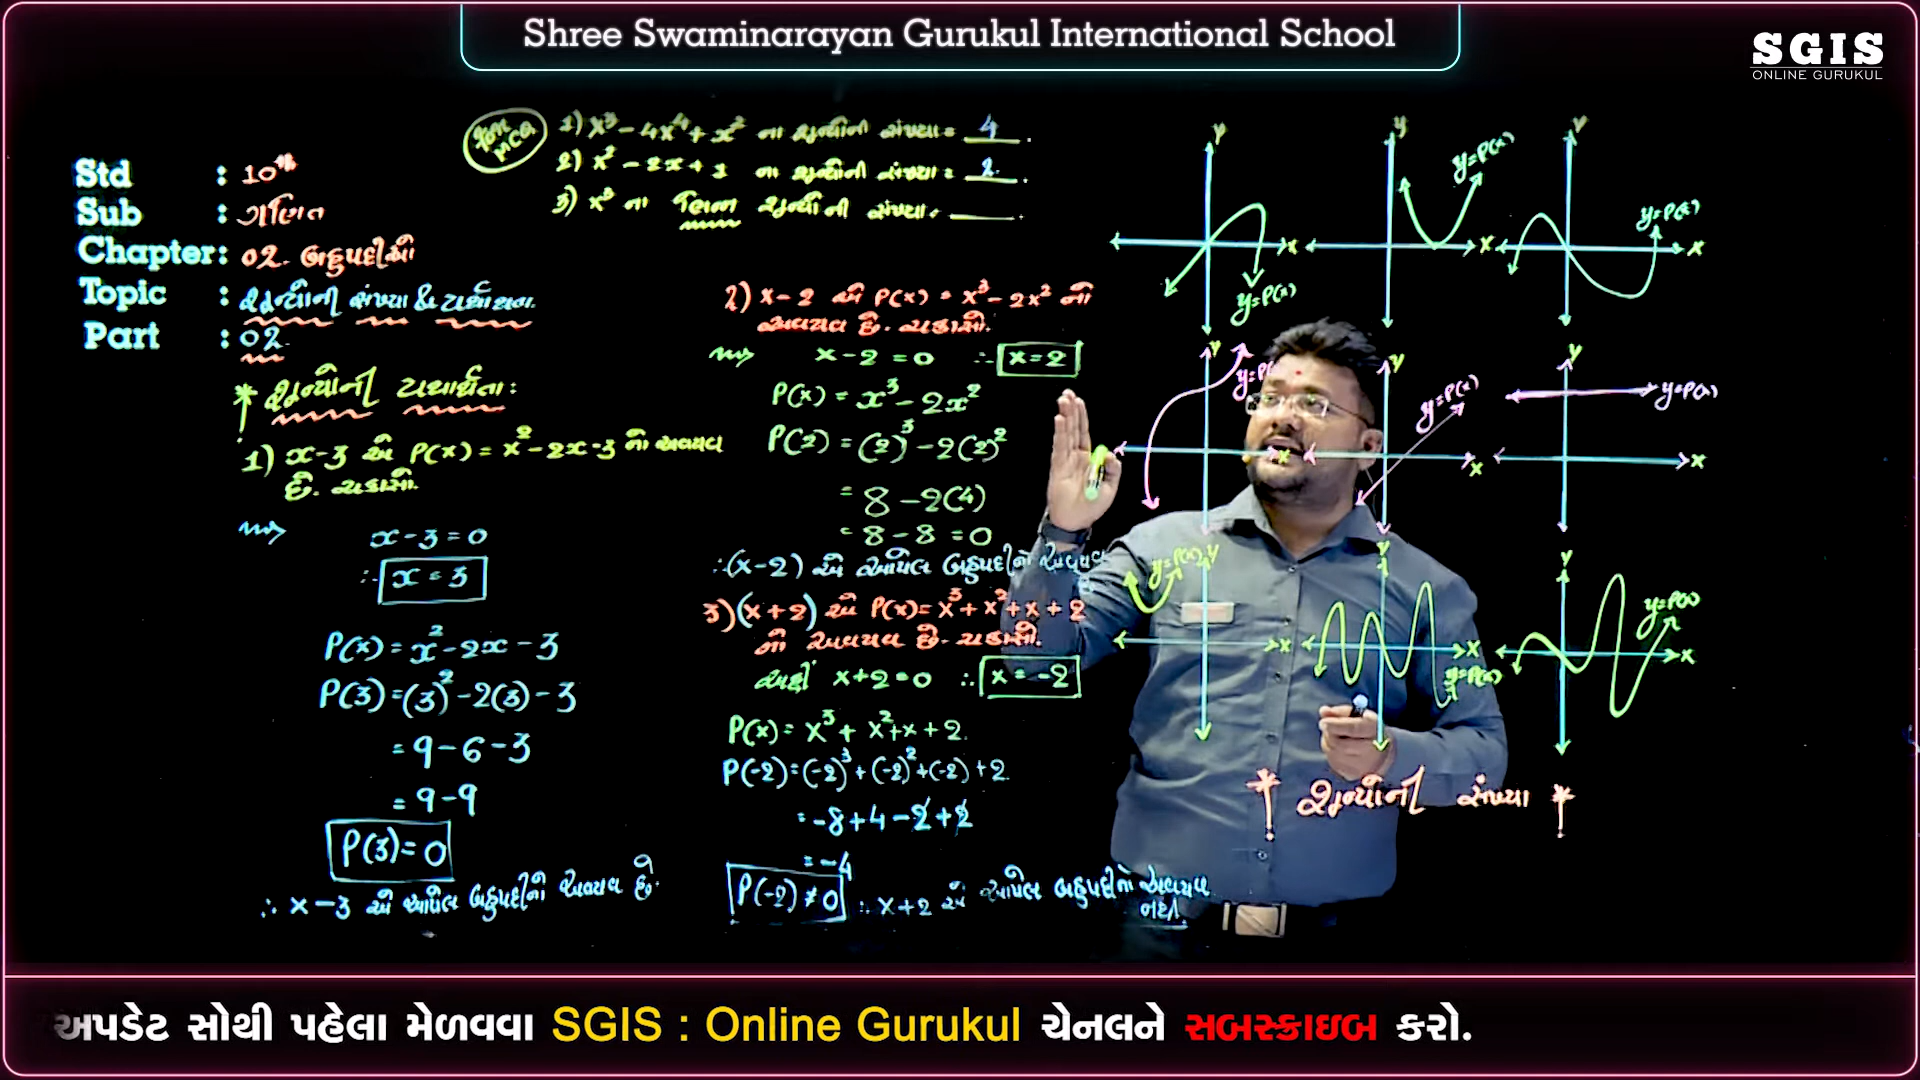 Shree Swaminarayan Gurukul International School
SGIS
ONLINE GURUKUL
Std : 10th
Sub : ગણિત
Chapter : 02. બહુપદીઓ
Topic : શૂન્યોની સંખ્યા & યર્થાથતા.
Part : 02.
MCQ
1) x³ - 4x⁴ + x² ના શૂન્યોની સંખ્યા = 4 .
2) x² - 2x + 1 ના શૂન્યોની સંખ્યા = 2 .
3) x³ ના ભિન્ન શૂન્યોની સંખ્યા = ____ .
* શૂન્યોની યથાર્થતા :
1) x-3 એ P(x) = x² - 2x - 3 નો અવયવ
છે. ચકાસો.
x - 3 = 0
∴ x = 3
P(x) = x² - 2x - 3
P(3) = (3)² - 2(3) - 3
= 9 - 6 - 3
= 9 - 9
P(3) = 0
∴ x - 3 એ આપેલ બહુપદીનો અવયવ છે.
2) x - 2 એ P(x) = x³ - 2x² નો
અવયવ છે. ચકાસો.
x - 2 = 0 ∴ x = 2
P(x) = x³ - 2x²
P(2) = (2)³ - 2(2)²
= 8 - 2(4)
= 8 - 8 = 0
∴ (x-2) એ આપેલ બહુપદીનો અવયવ
3) (x+2) એ P(x) = x³ + x² + x + 2
નો અવયવ છે. ચકાસો.
અહીં x+2 = 0 ∴ x = -2
P(x) = x³ + x² + x + 2.
P(-2) = (-2)³ + (-2)² + (-2) + 2.
= -8 + 4 - 2 + 2
= -4
P(-2) ≠ 0 ∴ x+2 એ આપેલ બહુપદીનો અવયવ
નથી.
y y y
y=P(x) y=P(x)
x x x
y=P(x)
y y y
y=P(x) y=P(x)
x x x
y=P(x) y y y
y=P(x)
x x x
y=P(x)
* શૂન્યોની સંખ્યા *
અપડેટ સૌથી પહેલા મેળવવા SGIS : Online Gurukul ચેનલને સબસ્ક્રાઇબ કરો.